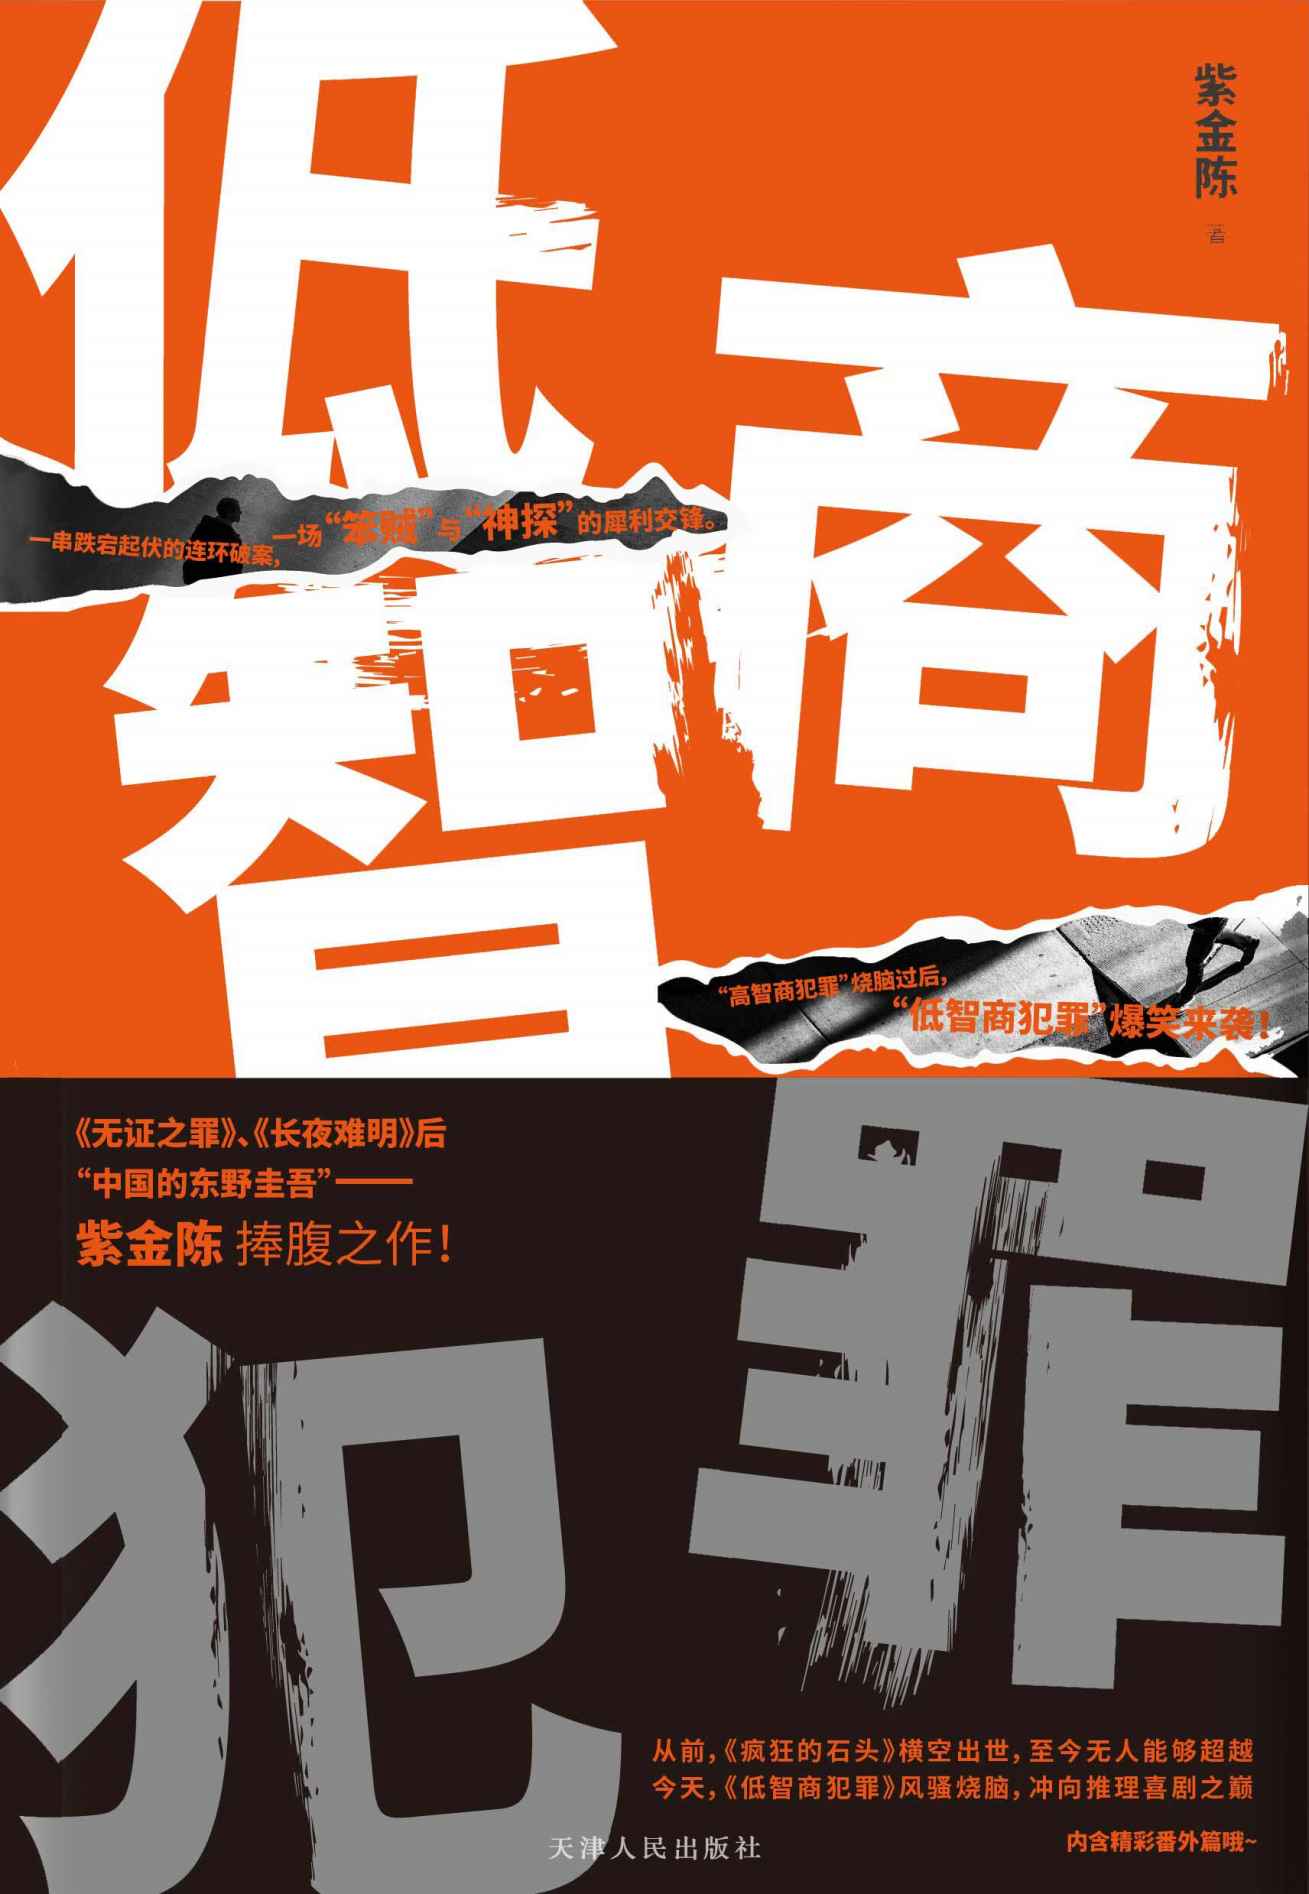 紫金陈
著
低智商
一串跌宕起伏的连环破案,
一场“笨贼”与“神探”的犀利交锋。
“高智商犯罪”烧脑过后,
“低智商犯罪”爆笑来袭!
《无证之罪》、《长夜难明》后
“中国的东野圭吾”——
紫金陈 捧腹之作!
犯罪
从前,《疯狂的石头》横空出世,至今无人能够超越
今天,《低智商犯罪》风骚烧脑,冲向推理喜剧之巅
内含精彩番外篇哦~
天津人民出版社